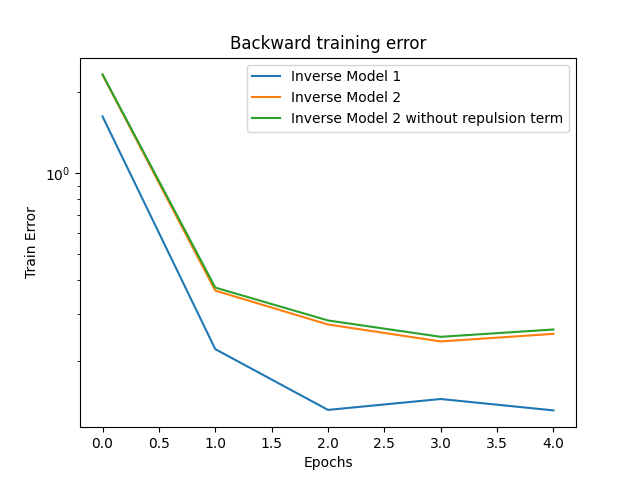 Backward training error
Inverse Model 1
Inverse Model 2
Inverse Model 2 without repulsion term
Train Error
10⁰
0.0 0.5 1.0 1.5 2.0 2.5 3.0 3.5 4.0
Epochs